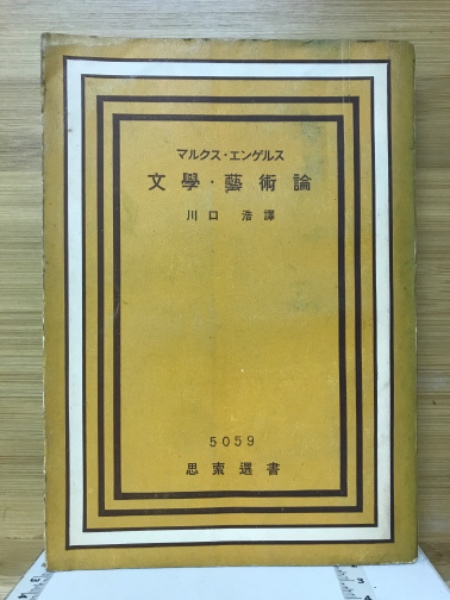 マルクス・エンゲルス
文學・藝術論
川口 浩譯
5059
思索選書